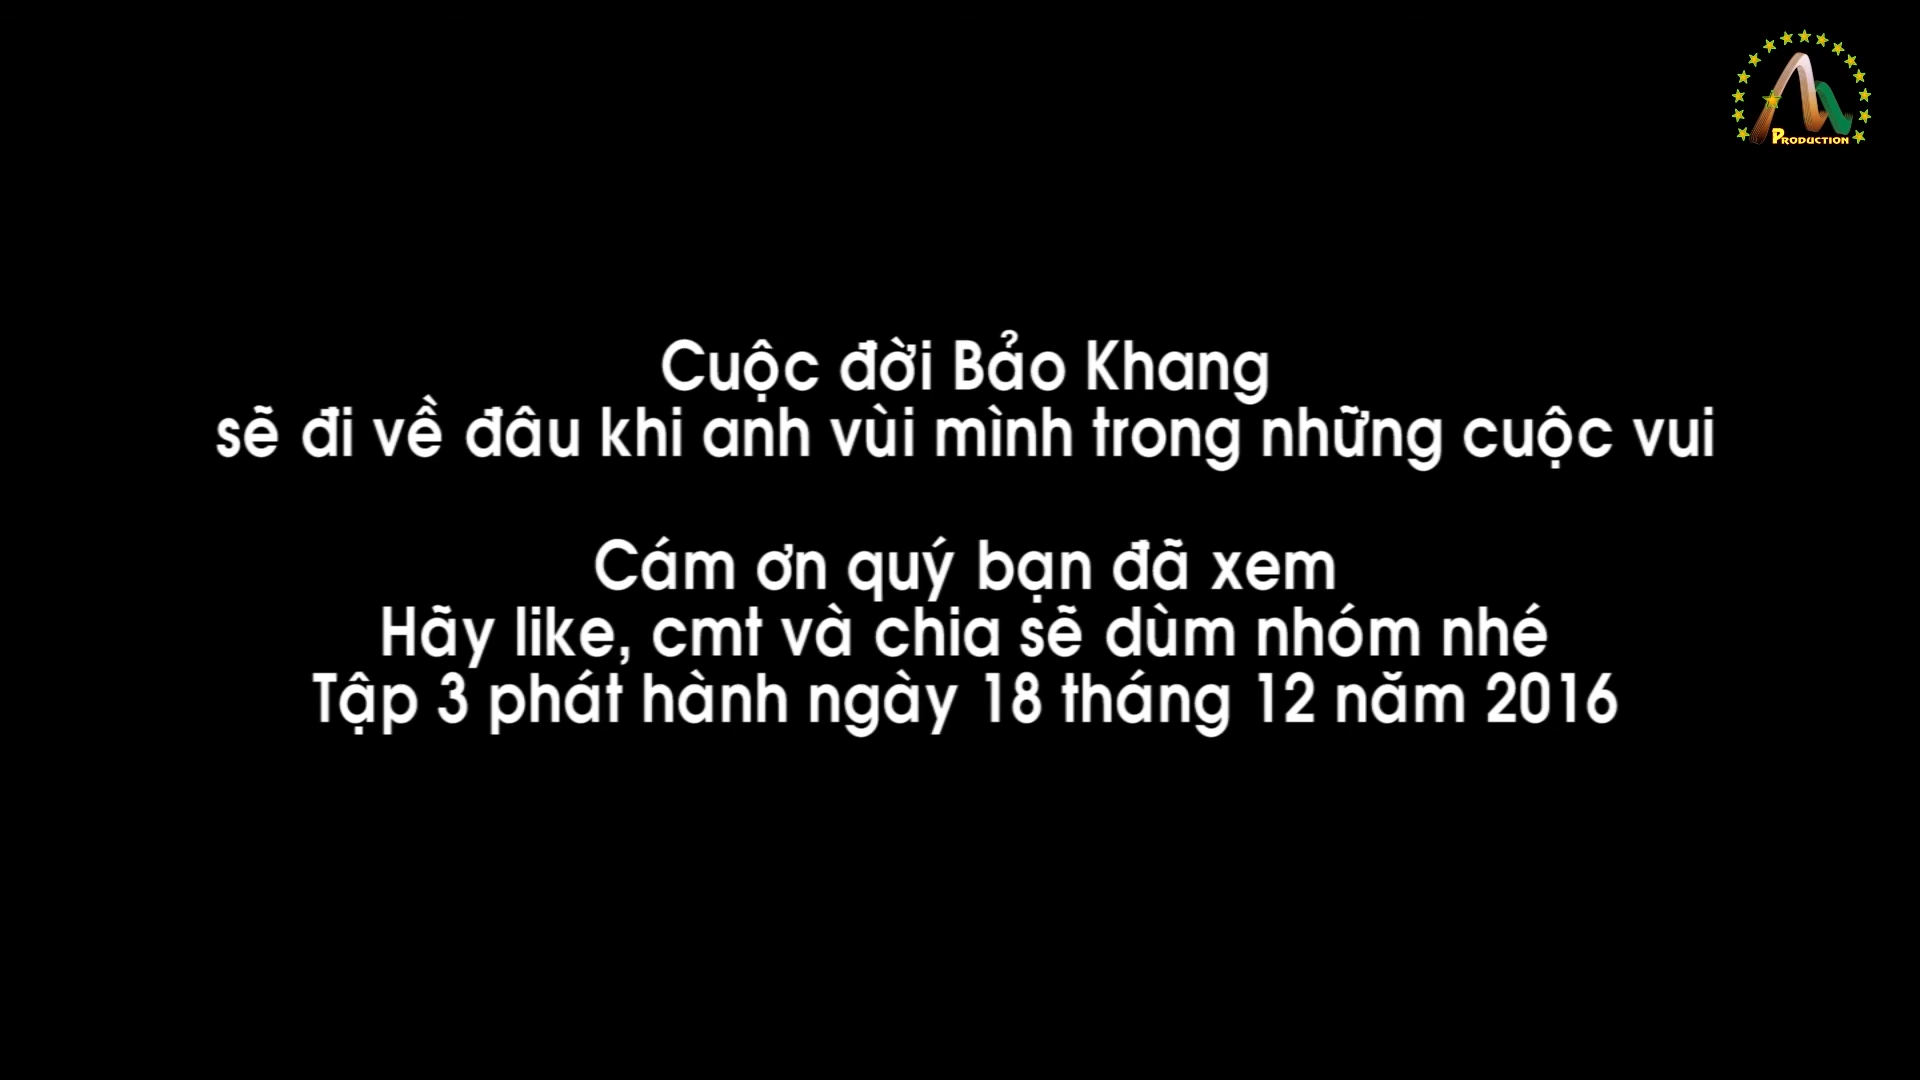 PRODUCTION
Cuộc đời Bảo Khang
sẽ đi về đâu khi anh vùi mình trong những cuộc vui
Cám ơn quý bạn đã xem
Hãy like, cmt và chia sẽ dùm nhóm nhé
Tập 3 phát hành ngày 18 tháng 12 năm 2016